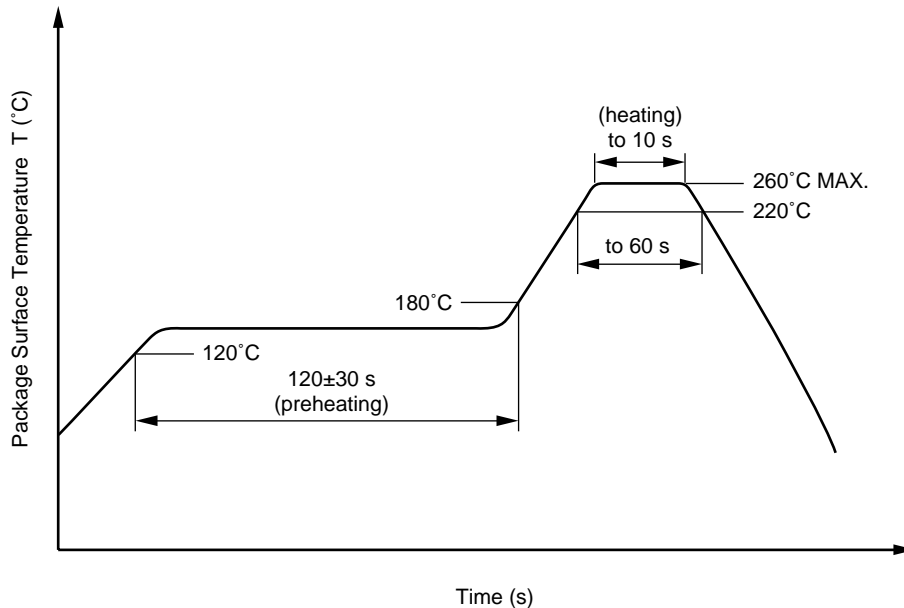 Package Surface Temperature T (˚C)
(heating)
to 10 s
260˚C MAX.
220˚C
to 60 s
180˚C
120˚C
120±30 s
(preheating)
Time (s)